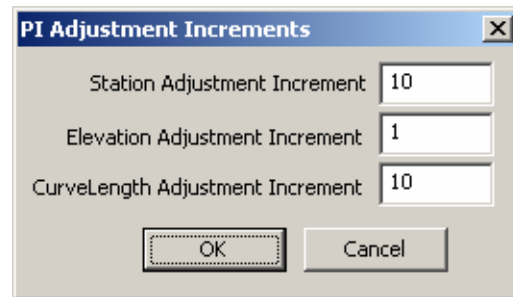 PI Adjustment Increments
Station Adjustment Increment 10
Elevation Adjustment Increment 1
CurveLength Adjustment Increment 10
OK Cancel